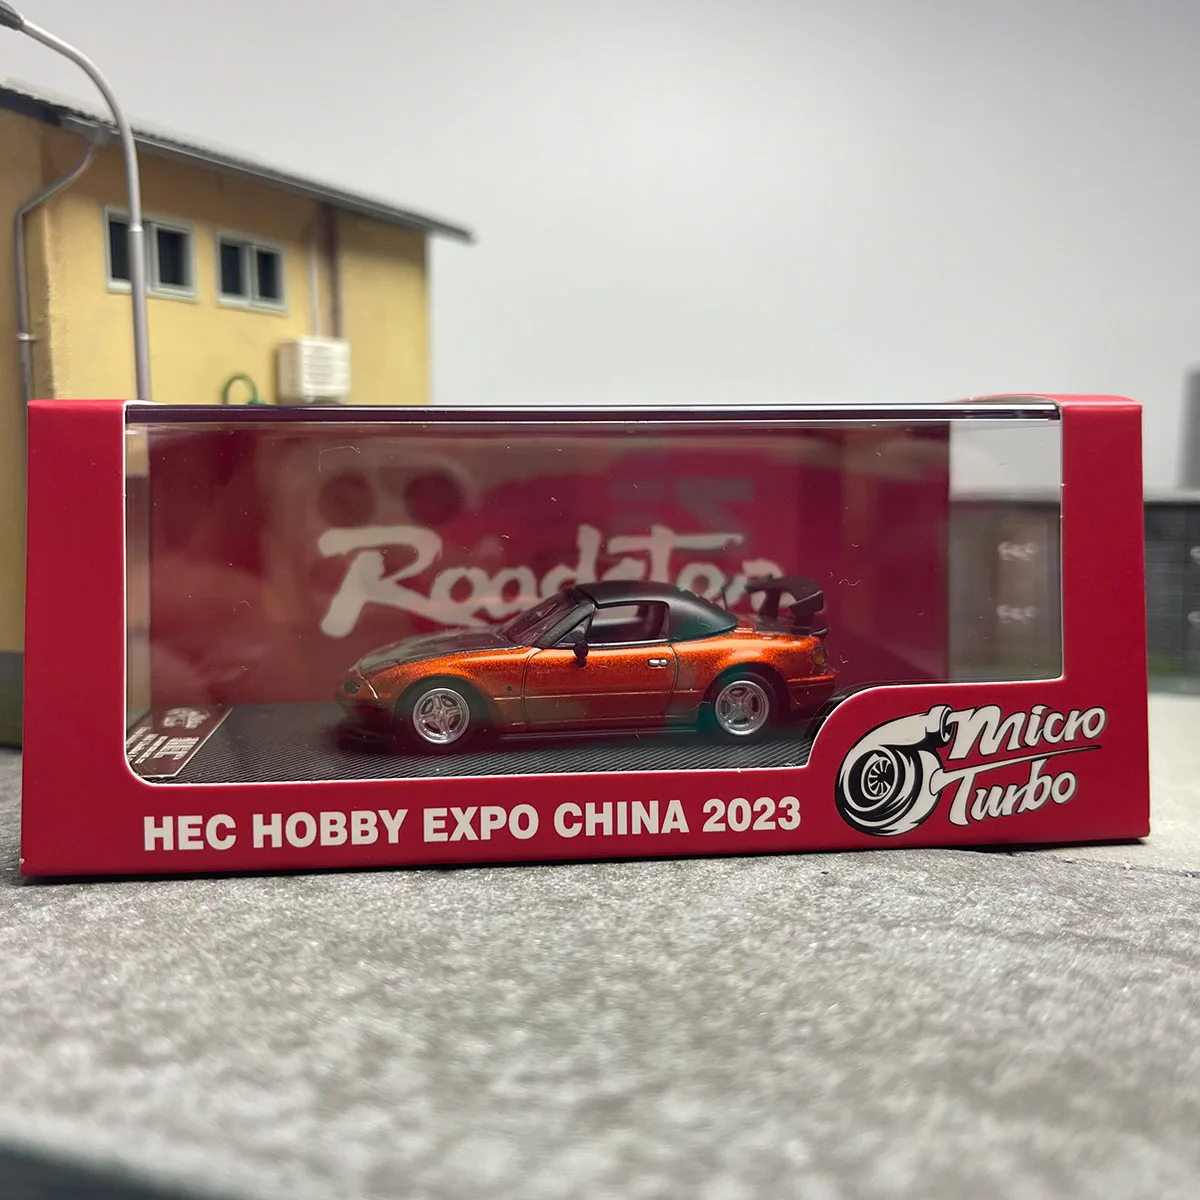 Roadster
HEC HOBBY EXPO CHINA 2023
Micro
Turbo